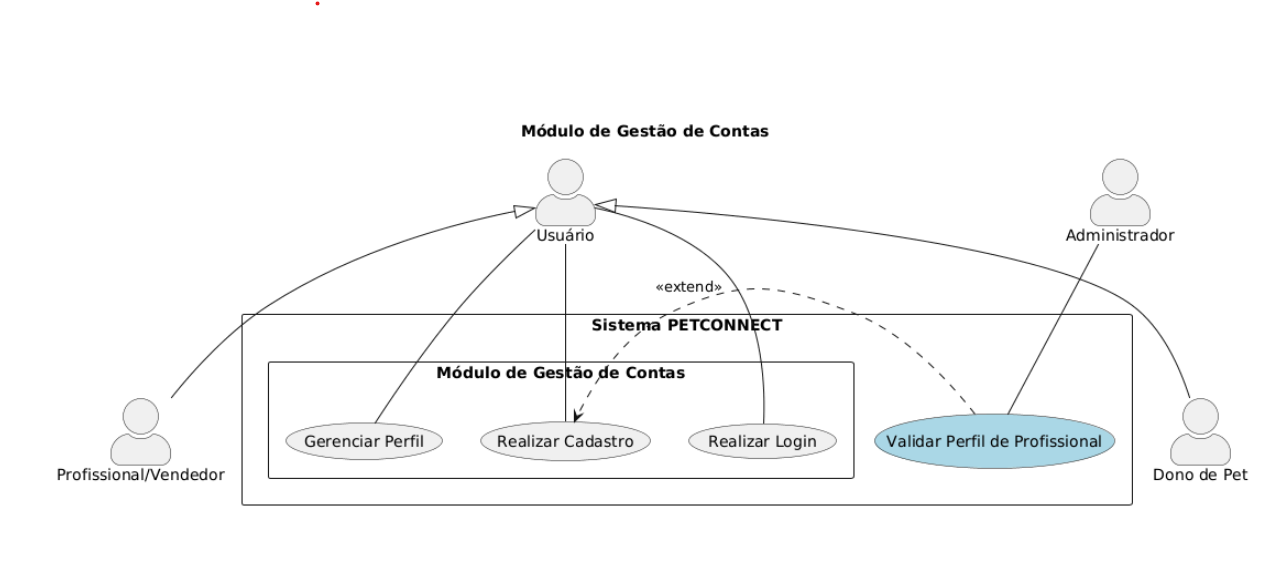 Módulo de Gestão de Contas
Usuário
Administrador
«extend»
Sistema PETCONNECT
Módulo de Gestão de Contas
Gerenciar Perfil
Realizar Cadastro
Realizar Login
Validar Perfil de Profissional
Profissional/Vendedor
Dono de Pet